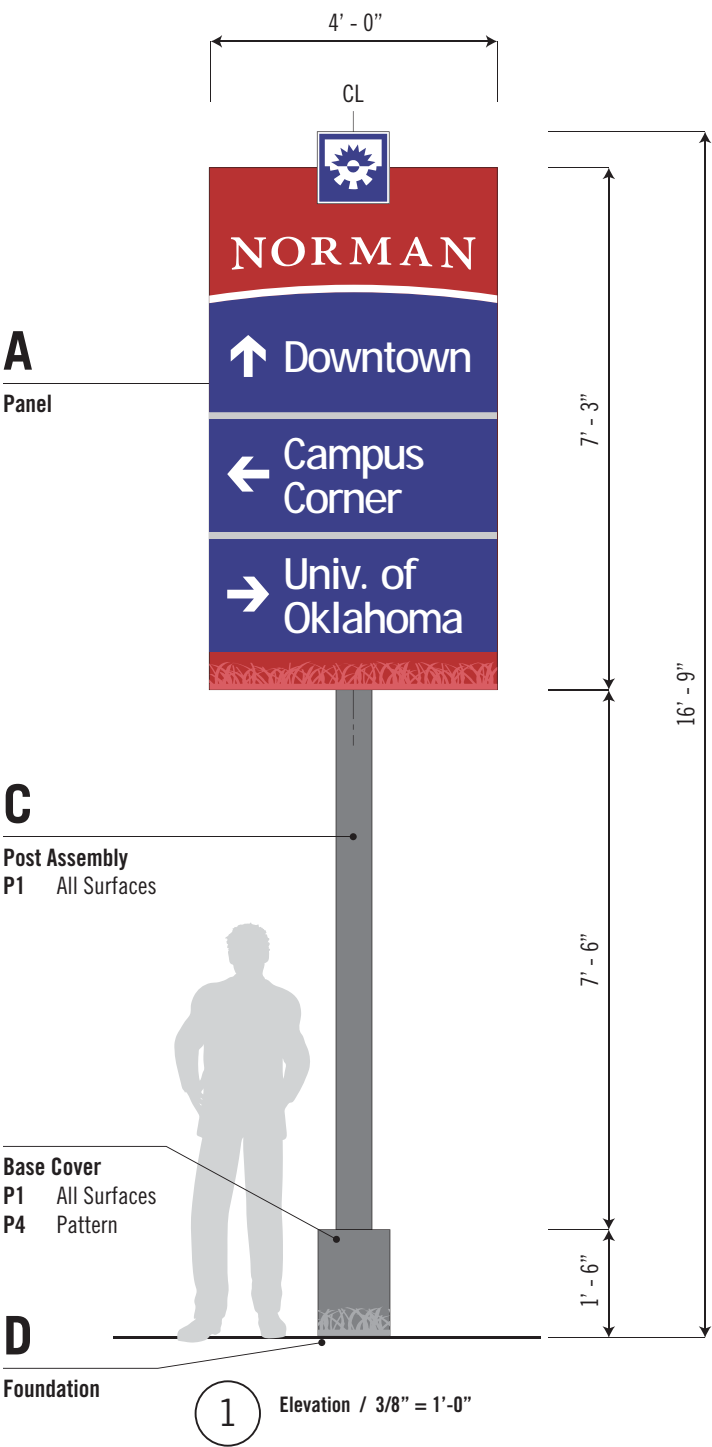 4' - 0”
CL
NORMAN
A
Panel
Downtown
Campus
Corner
Univ. of
Oklahoma
7' - 3”
16' - 9”
C
Post Assembly
P1 All Surfaces
7' - 6”
Base Cover
P1 All Surfaces
P4 Pattern
1' - 6”
D
Foundation
1
Elevation / 3/8” = 1'-0”